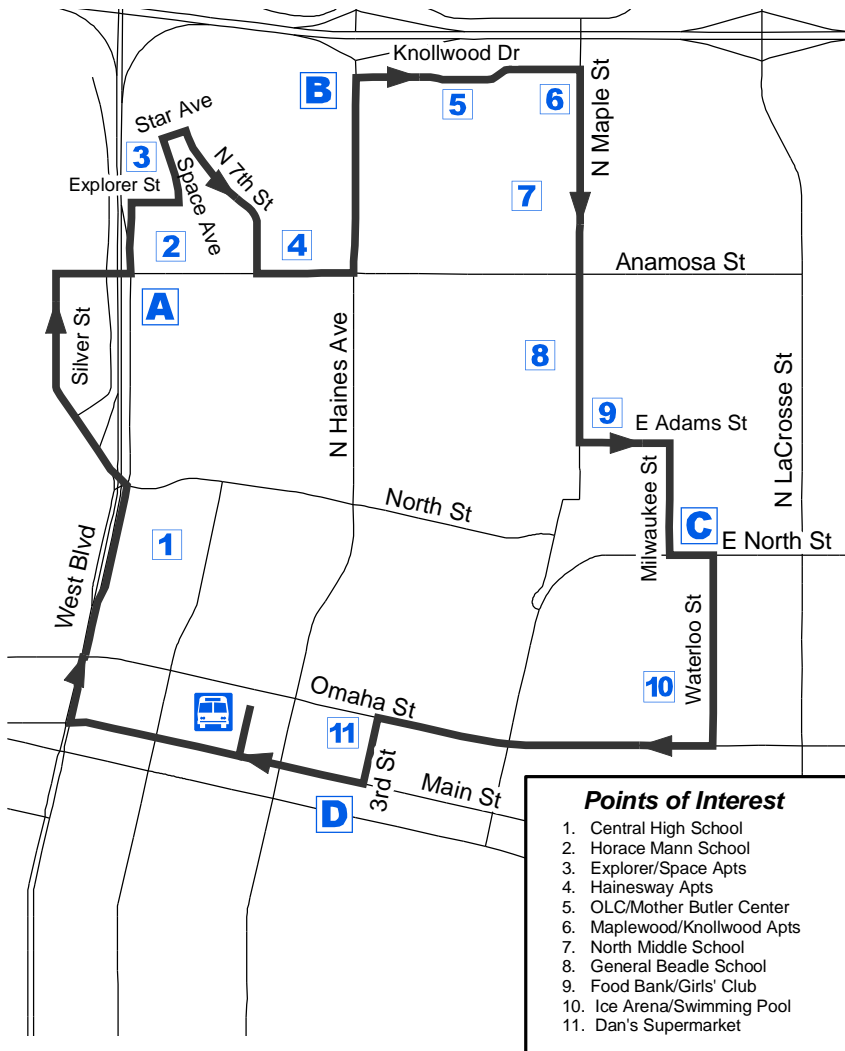 Knollwood Dr
B
5
6
N Maple St
Star Ave
3
N 7th St
Explorer St
Space Ave
7
2
4
Anamosa St
A
Silver St
N Haines Ave
8
N LaCrosse St
9
E Adams St
North St
Milwaukee St
C
E North St
1
West Blvd
Waterloo St
10
Omaha St
11
3rd St
Main St
D
Points of Interest
1. Central High School
2. Horace Mann School
3. Explorer/Space Apts
4. Hainesway Apts
5. OLC/Mother Butler Center
6. Maplewood/Knollwood Apts
7. North Middle School
8. General Beadle School
9. Food Bank/Girls' Club
10. Ice Arena/Swimming Pool
11. Dan's Supermarket